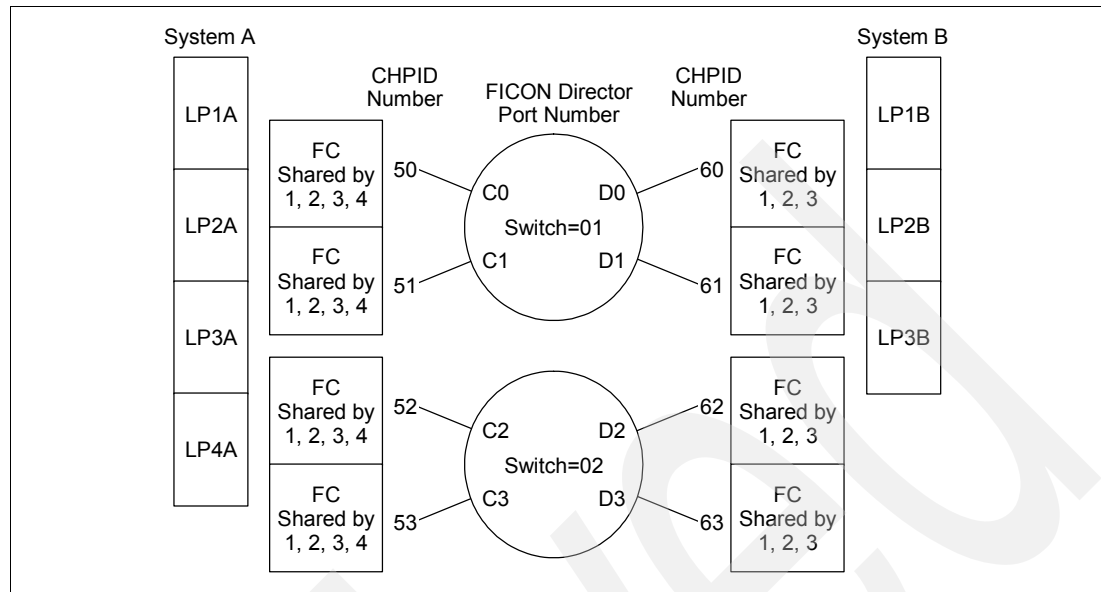 System A
System B
CHPID
Number
FICON Director
Port Number
CHPID
Number
LP1A
LP2A
LP3A
LP4A
FC
Shared by
1, 2, 3, 4
FC
Shared by
1, 2, 3, 4
FC
Shared by
1, 2, 3, 4
FC
Shared by
1, 2, 3, 4
50
51
52
53
C0
D0
Switch=01
C1
D1
C2
D2
Switch=02
C3
D3
60
61
62
63
FC
Shared by
1, 2, 3
FC
Shared by
1, 2, 3
FC
Shared by
1, 2, 3
FC
Shared by
1, 2, 3
LP1B
LP2B
LP3B